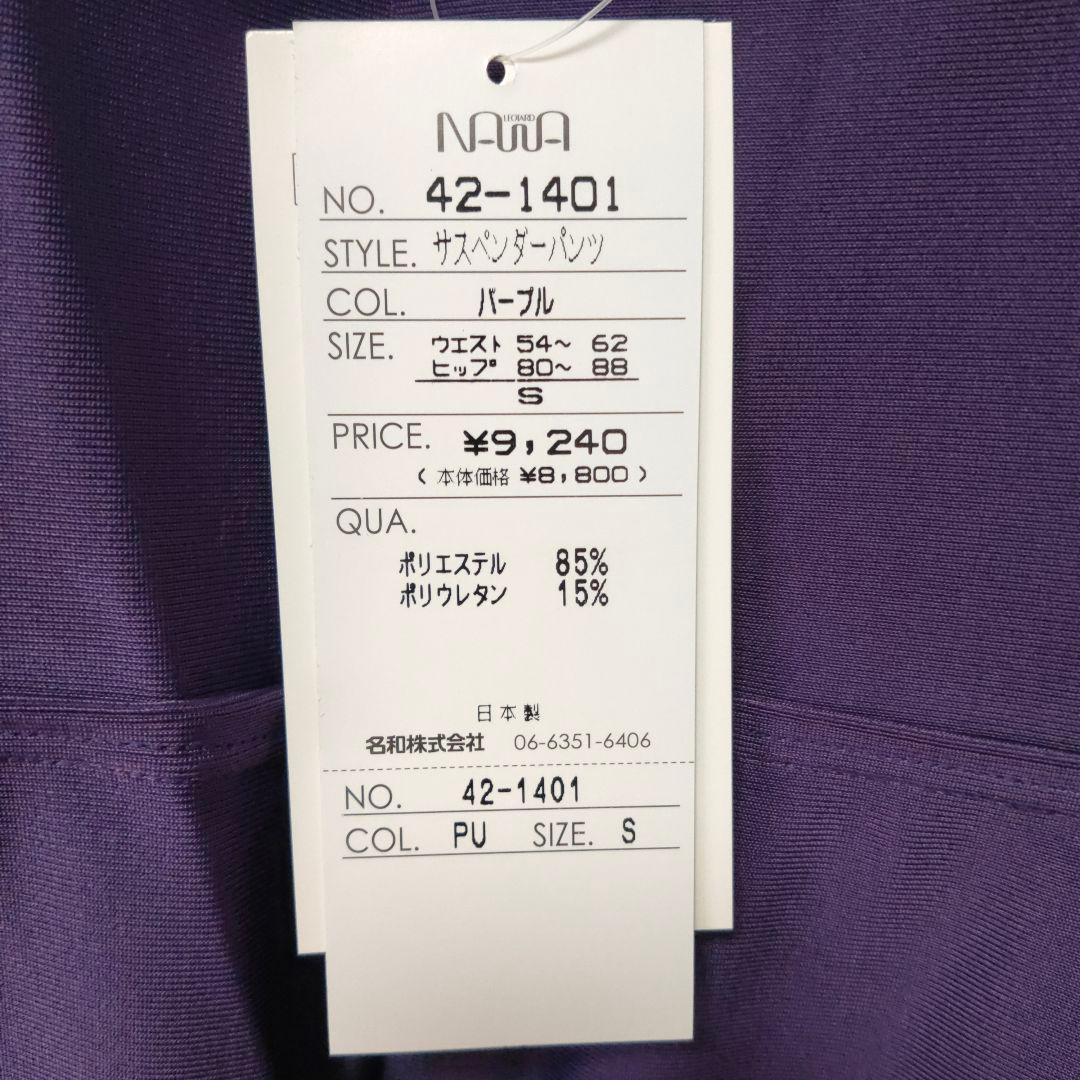 LEOTARD
NAWA
NO. 42-1401
STYLE. サスペンダーパンツ
COL. パープル
SIZE. ウエスト 54~ 62
ヒップ 80~ 88
S
PRICE. ¥9,240
( 本体価格 ¥8,800 )
QUA.
ポリエステル 85%
ポリウレタン 15%
日本製
名和株式会社 06-6351-6406
NO. 42-1401
COL. PU SIZE. S